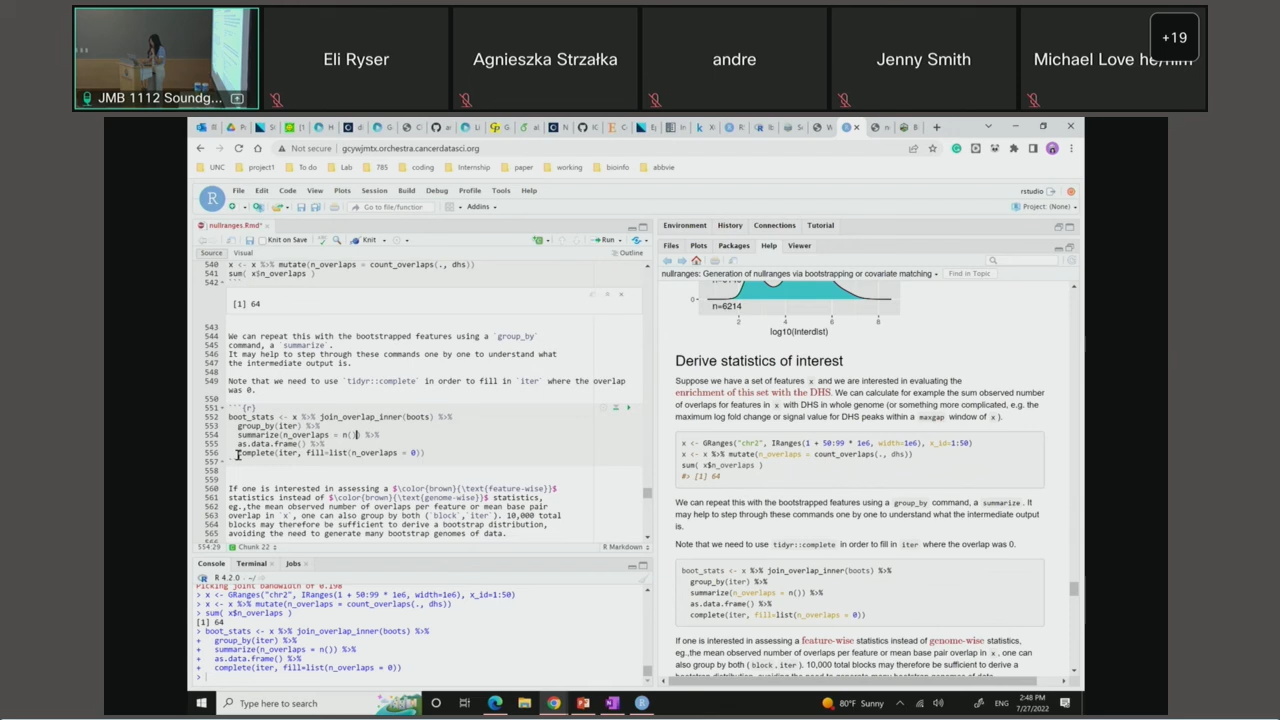 Eli Ryser
Agnieszka Strzałka
andre
Jenny Smith
Michael Love he/him
+19
JMB 1112 Soundg...
Not secure | gcywjmtx.orchestra.cancerdatasci.org
UNC
project1
To do
Lab
785
coding
Internship
paper
working
bioinfo
abbvie
File Edit Code View Plots Session Build Debug Profile Tools Help
rstudio
Go to file/function
Addins
Project: (None)
nullranges.Rmd*
Knit on Save
Knit
Run
Source Visual
Outline
540 x <- x %>% mutate(n_overlaps = count_overlaps(., dhs))
541 sum( x$n_overlaps )
542 ```
[1] 64
543
544 We can repeat this with the bootstrapped features using a `group_by`
545 command, a `summarize`.
546 It may help to step through these commands one by one to understand what
547 the intermediate output is.
548
549 Note that we need to use `tidyr::complete` in order to fill in `iter` where the overlap
was 0.
550
551 ```{r}
552 boot_stats <- x %>% join_overlap_inner(boots) %>%
553 group_by(iter) %>%
554 summarize(n_overlaps = n()) %>%
555 as.data.frame() %>%
556 complete(iter, fill=list(n_overlaps = 0))
557
558
559
560 If one is interested in assessing a $\color{brown}{\text{feature-wise}}$
561 statistics instead of $\color{brown}{\text{genome-wise}}$ statistics,
562 eg.,the mean observed number of overlaps per feature or mean base pair
563 overlap in `x`, one can also group by both (`block`,`iter`). 10,000 total
564 blocks may therefore be sufficient to derive a bootstrap distribution,
565 avoiding the need to generate many bootstrap genomes of data.
554:29 Chunk 22
R Markdown
Console Terminal Jobs
R 4.2.0 · ~/
Picking joint bandwidth of 0.198
> x <- GRanges("chr2", IRanges(1 + 50:99 * 1e6, width=1e6), x_id=1:50)
> x <- x %>% mutate(n_overlaps = count_overlaps(., dhs))
> sum( x$n_overlaps )
[1] 64
> boot_stats <- x %>% join_overlap_inner(boots) %>%
+ group_by(iter) %>%
+ summarize(n_overlaps = n()) %>%
+ as.data.frame() %>%
+ complete(iter, fill=list(n_overlaps = 0))
>
Environment History Connections Tutorial
Files Plots Packages Help Viewer
nullranges: Generation of nullranges via bootstrapping or covariate matching
Find in Topic
0
n=6214
2 4 6 8
log10(interdist)
Derive statistics of interest
Suppose we have a set of features x and we are interested in evaluating the
enrichment of this set with the DHS. We can calculate for example the sum observed
number of overlaps for features in x with DHS in whole genome (or something more complicated, e.g. the
maximum log fold change or signal value for DHS peaks within a maxgap window of x).
x <- GRanges("chr2", IRanges(1 + 50:99 * 1e6, width=1e6), x_id=1:50)
x <- x %>% mutate(n_overlaps = count_overlaps(., dhs))
sum( x$n_overlaps )
#> [1] 64
We can repeat this with the bootstrapped features using a group_by command, a summarize. It
may help to step through these commands one by one to understand what the intermediate output
is.
Note that we need to use tidyr::complete in order to fill in iter where the overlap was 0.
boot_stats <- x %>% join_overlap_inner(boots) %>%
group_by(iter) %>%
summarize(n_overlaps = n()) %>%
as.data.frame() %>%
complete(iter, fill=list(n_overlaps = 0))
If one is interested in assessing a feature-wise statistics instead of genome-wise statistics,
eg.,the mean observed number of overlaps per feature or mean base pair overlap in x, one can
also group by both (block,iter). 10,000 total blocks may therefore be sufficient to derive a
Type here to search
80°F Sunny
ENG
2:48 PM
7/27/2022